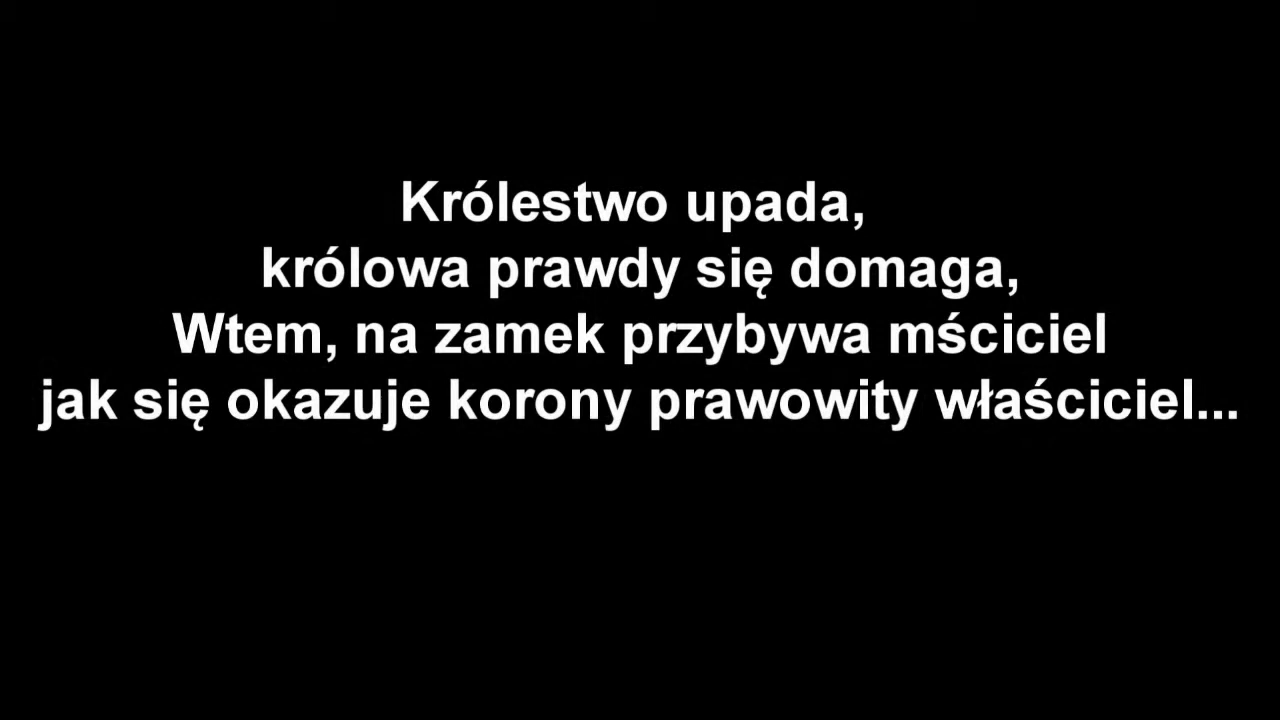 Królestwo upada,
królowa prawdy się domaga,
Wtem, na zamek przybywa mściciel
jak się okazuje korony prawowity właściciel...